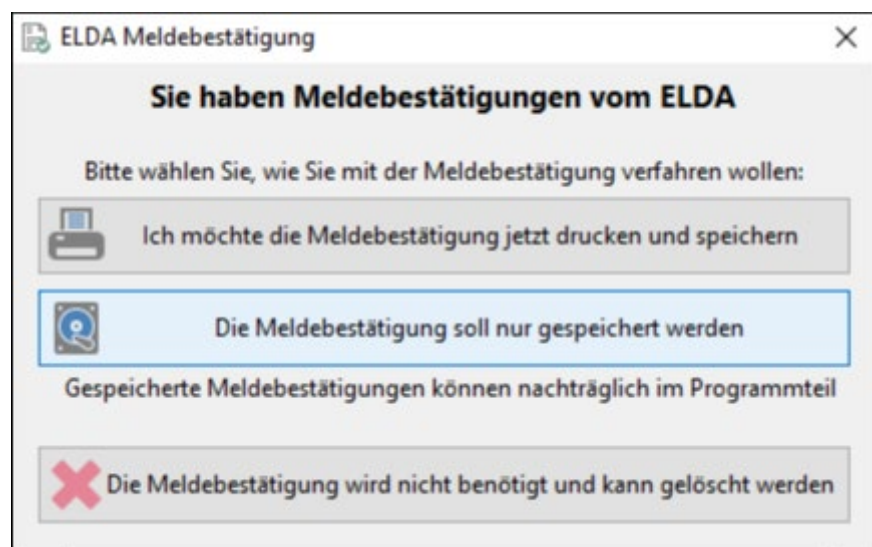 ELDA Meldebestätigung
Sie haben Meldebestätigungen vom ELDA
Bitte wählen Sie, wie Sie mit der Meldebestätigung verfahren wollen:
Ich möchte die Meldebestätigung jetzt drucken und speichern
Die Meldebestätigung soll nur gespeichert werden
Gespeicherte Meldebestätigungen können nachträglich im Programmteil
Die Meldebestätigung wird nicht benötigt und kann gelöscht werden